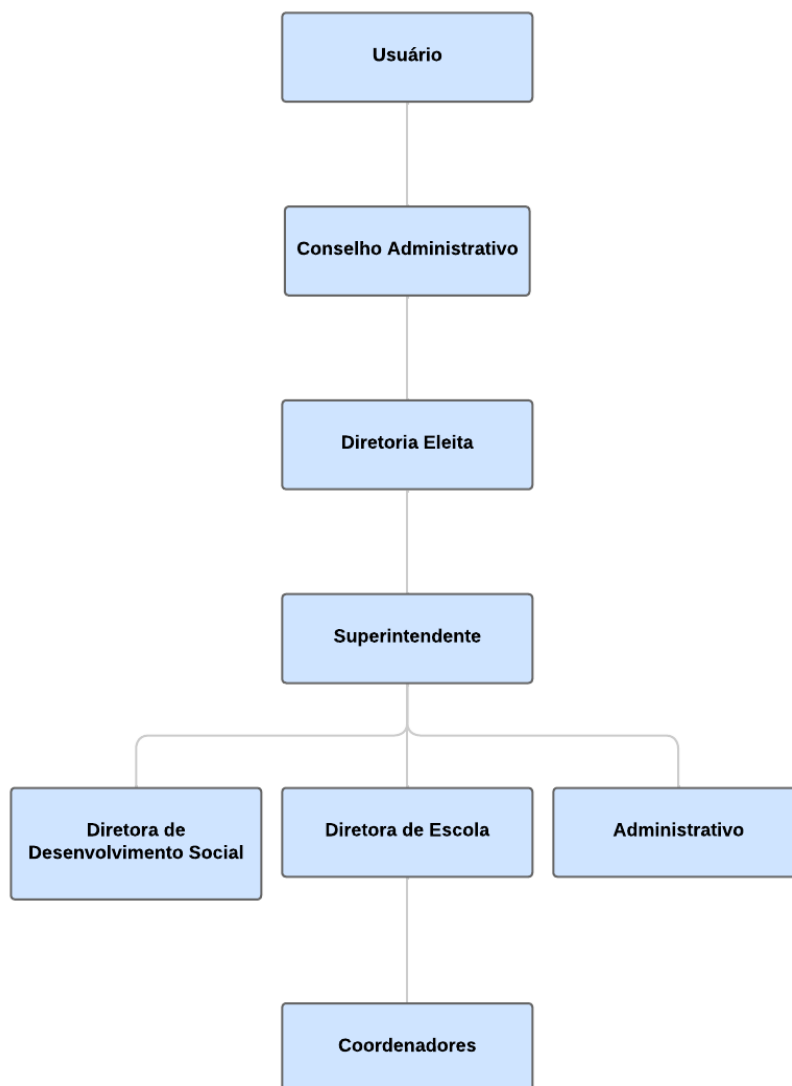 Usuário
Conselho Administrativo
Diretoria Eleita
Superintendente
Diretora de
Desenvolvimento Social
Diretora de Escola
Administrativo
Coordenadores